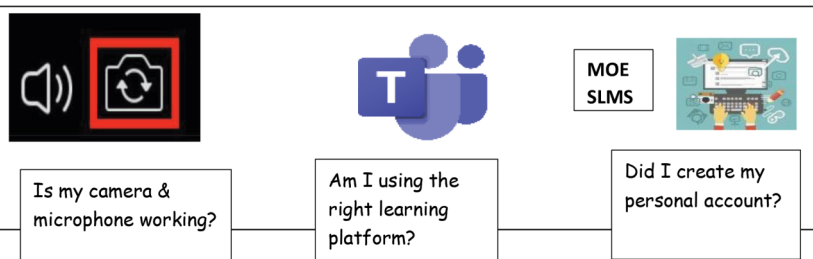 T
MOE
SLMS
Is my camera &
microphone working?
Am I using the
right learning
platform?
Did I create my
personal account?